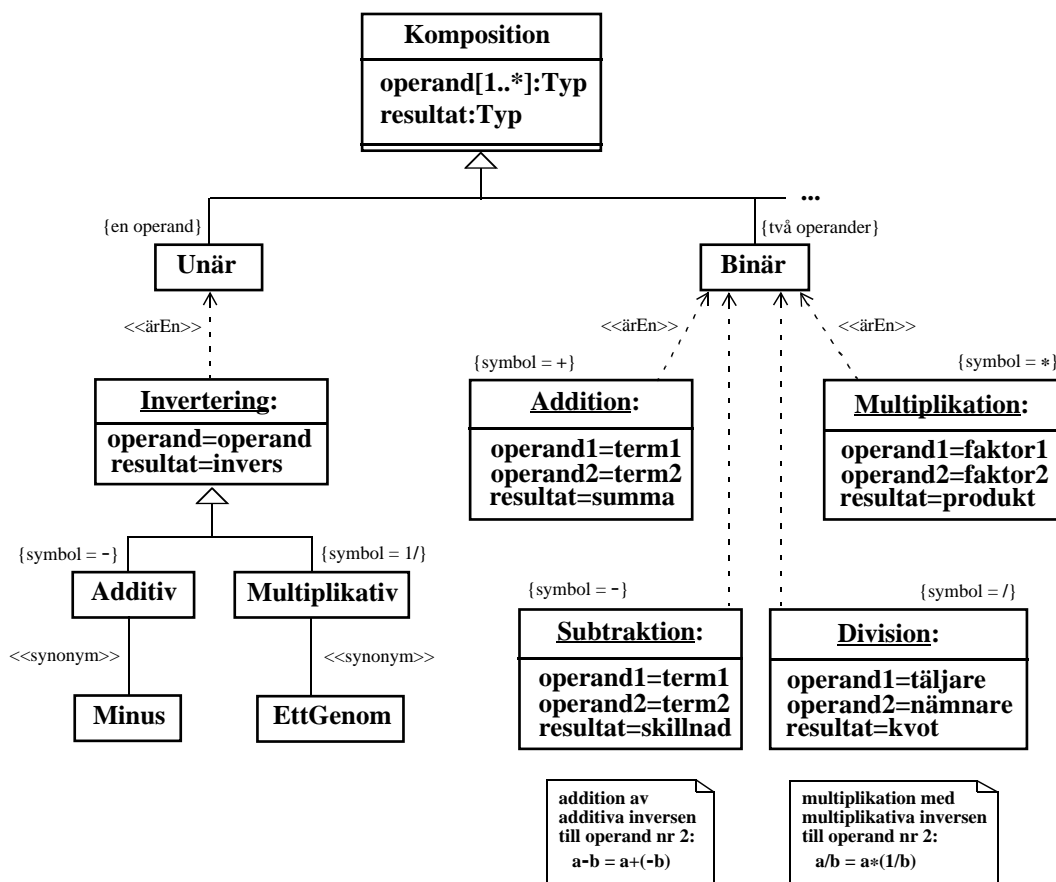 Komposition
operand[1..*]:Typ
resultat:Typ
...
{en operand}
{två operander}
Unär
Binär
<<ärEn>>
<<ärEn>>
<<ärEn>>
{symbol = +}
{symbol = *}
Invertering:
operand=operand
resultat=invers
Addition:
operand1=term1
operand2=term2
resultat=summa
Multiplikation:
operand1=faktor1
operand2=faktor2
resultat=produkt
{symbol = -}
{symbol = 1/}
Additiv
Multiplikativ
<<synonym>>
<<synonym>>
Minus
EttGenom
{symbol = -}
{symbol = /}
Subtraktion:
operand1=term1
operand2=term2
resultat=skillnad
Division:
operand1=täljare
operand2=nämnare
resultat=kvot
addition av
additiva inversen
till operand nr 2:
a-b = a+(-b)
multiplikation med
multiplikativa inversen
till operand nr 2:
a/b = a*(1/b)